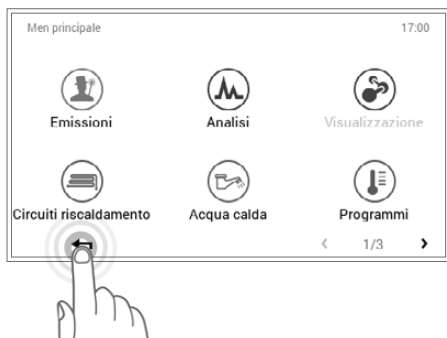 Men principale 17:00
Emissioni Analisi Visualizzazione
Circuiti riscaldamento Acqua calda Programmi
1/3